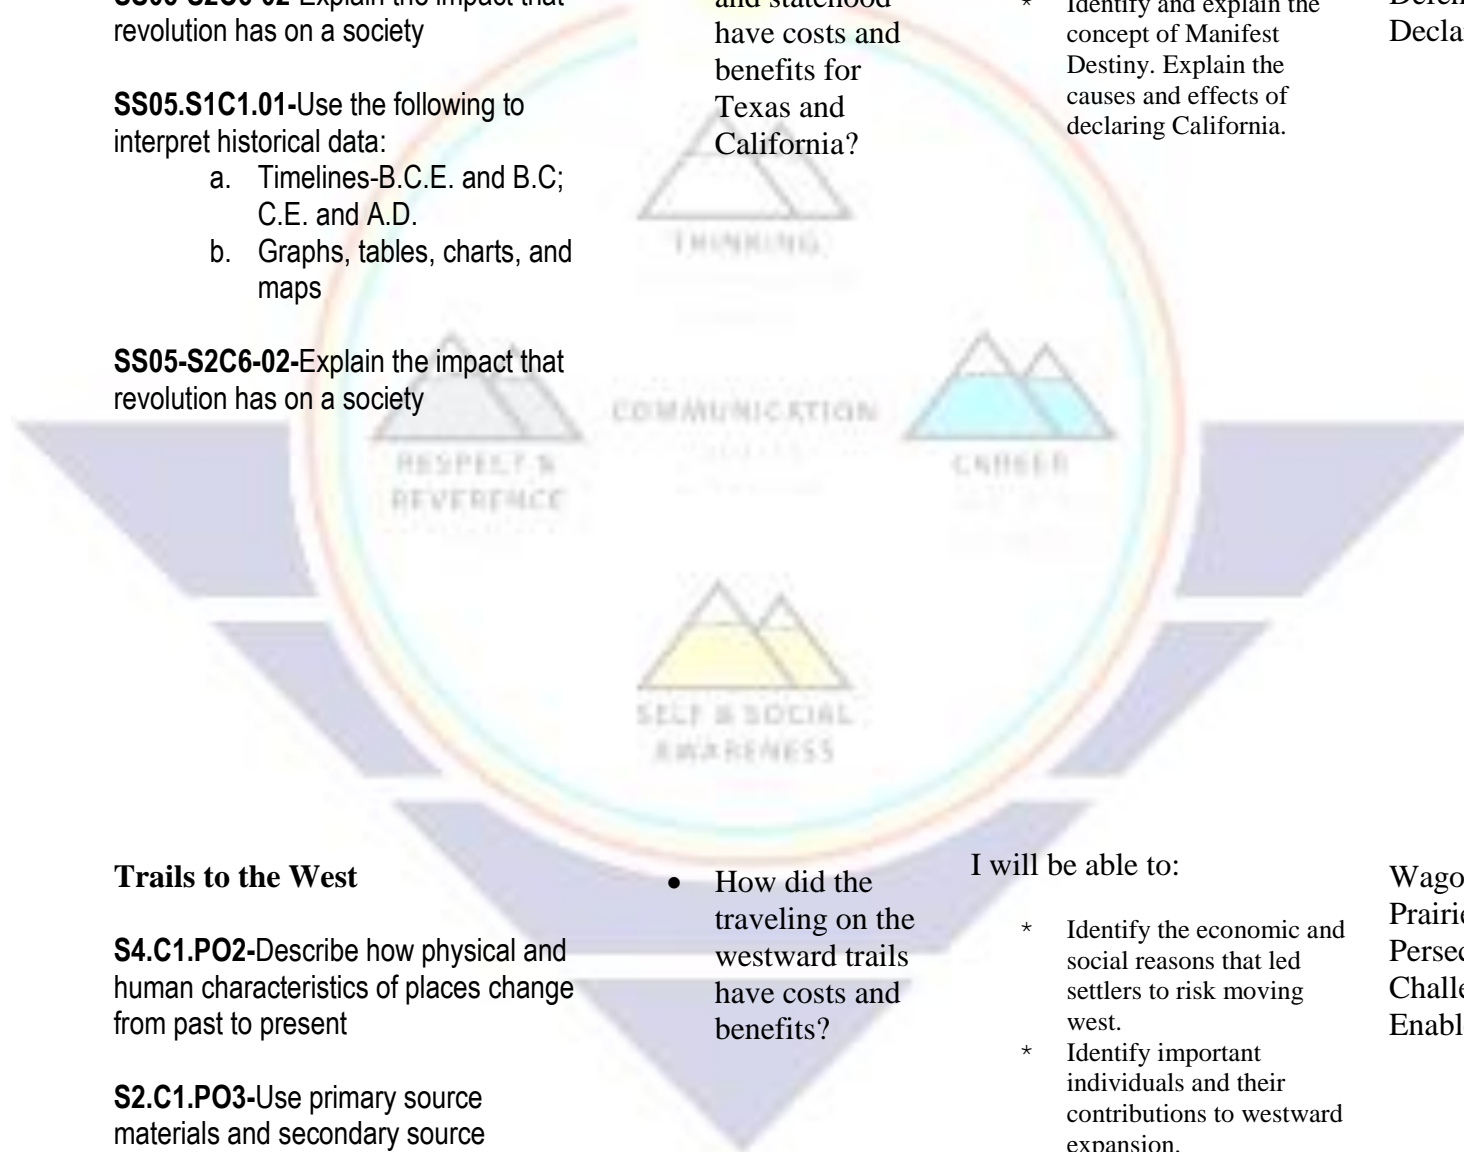 revolution has on a society
SS05.S1C1.01-Use the following to
interpret historical data:
a. Timelines-B.C.E. and B.C;
C.E. and A.D.
b. Graphs, tables, charts, and
maps
SS05-S2C6-02-Explain the impact that
revolution has on a society
and statehood
have costs and
benefits for
Texas and
California?
* Identify and explain the
concept of Manifest
Destiny. Explain the
causes and effects of
declaring California.
THINKING
RESPECT &
REVERENCE
COMMUNICATION
CAREER
SELF & SOCIAL
AWARENESS
Trails to the West
S4.C1.PO2-Describe how physical and
human characteristics of places change
from past to present
S2.C1.PO3-Use primary source
materials and secondary source
• How did the
traveling on the
westward trails
have costs and
benefits?
I will be able to:
* Identify the economic and
social reasons that led
settlers to risk moving
west.
* Identify important
individuals and their
contributions to westward
expansion.